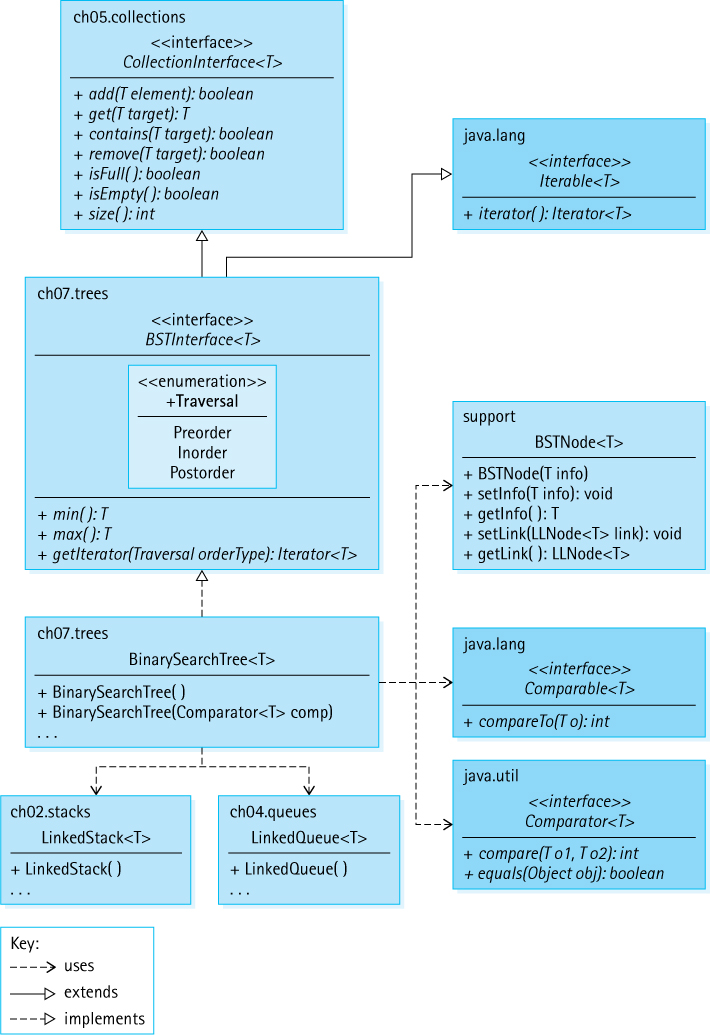 ch05.collections
<<interface>>
CollectionInterface<T>
+ add(T element): boolean
+ get(T target): T
+ contains(T target): boolean
+ remove(T target): boolean
+ isFull( ): boolean
+ isEmpty( ): boolean
+ size( ): int
java.lang
<<interface>>
Iterable<T>
+ iterator( ): Iterator<T>
ch07.trees
<<interface>>
BSTInterface<T>
<<enumeration>>
+Traversal
Preorder
Inorder
Postorder
+ min( ): T
+ max( ): T
+ getIterator(Traversal orderType): Iterator<T>
support
BSTNode<T>
+ BSTNode(T info)
+ setInfo(T info): void
+ getInfo( ): T
+ setLink(LLNode<T> link): void
+ getLink( ): LLNode<T>
ch07.trees
BinarySearchTree<T>
+ BinarySearchTree( )
+ BinarySearchTree(Comparator<T> comp)
. . .
java.lang
<<interface>>
Comparable<T>
+ compareTo(T o): int
java.util
<<interface>>
Comparator<T>
+ compare(T o1, T o2): int
+ equals(Object obj): boolean
ch02.stacks
LinkedStack<T>
+ LinkedStack( )
. . .
ch04.queues
LinkedQueue<T>
+ LinkedQueue( )
. . .
Key:
uses
extends
implements